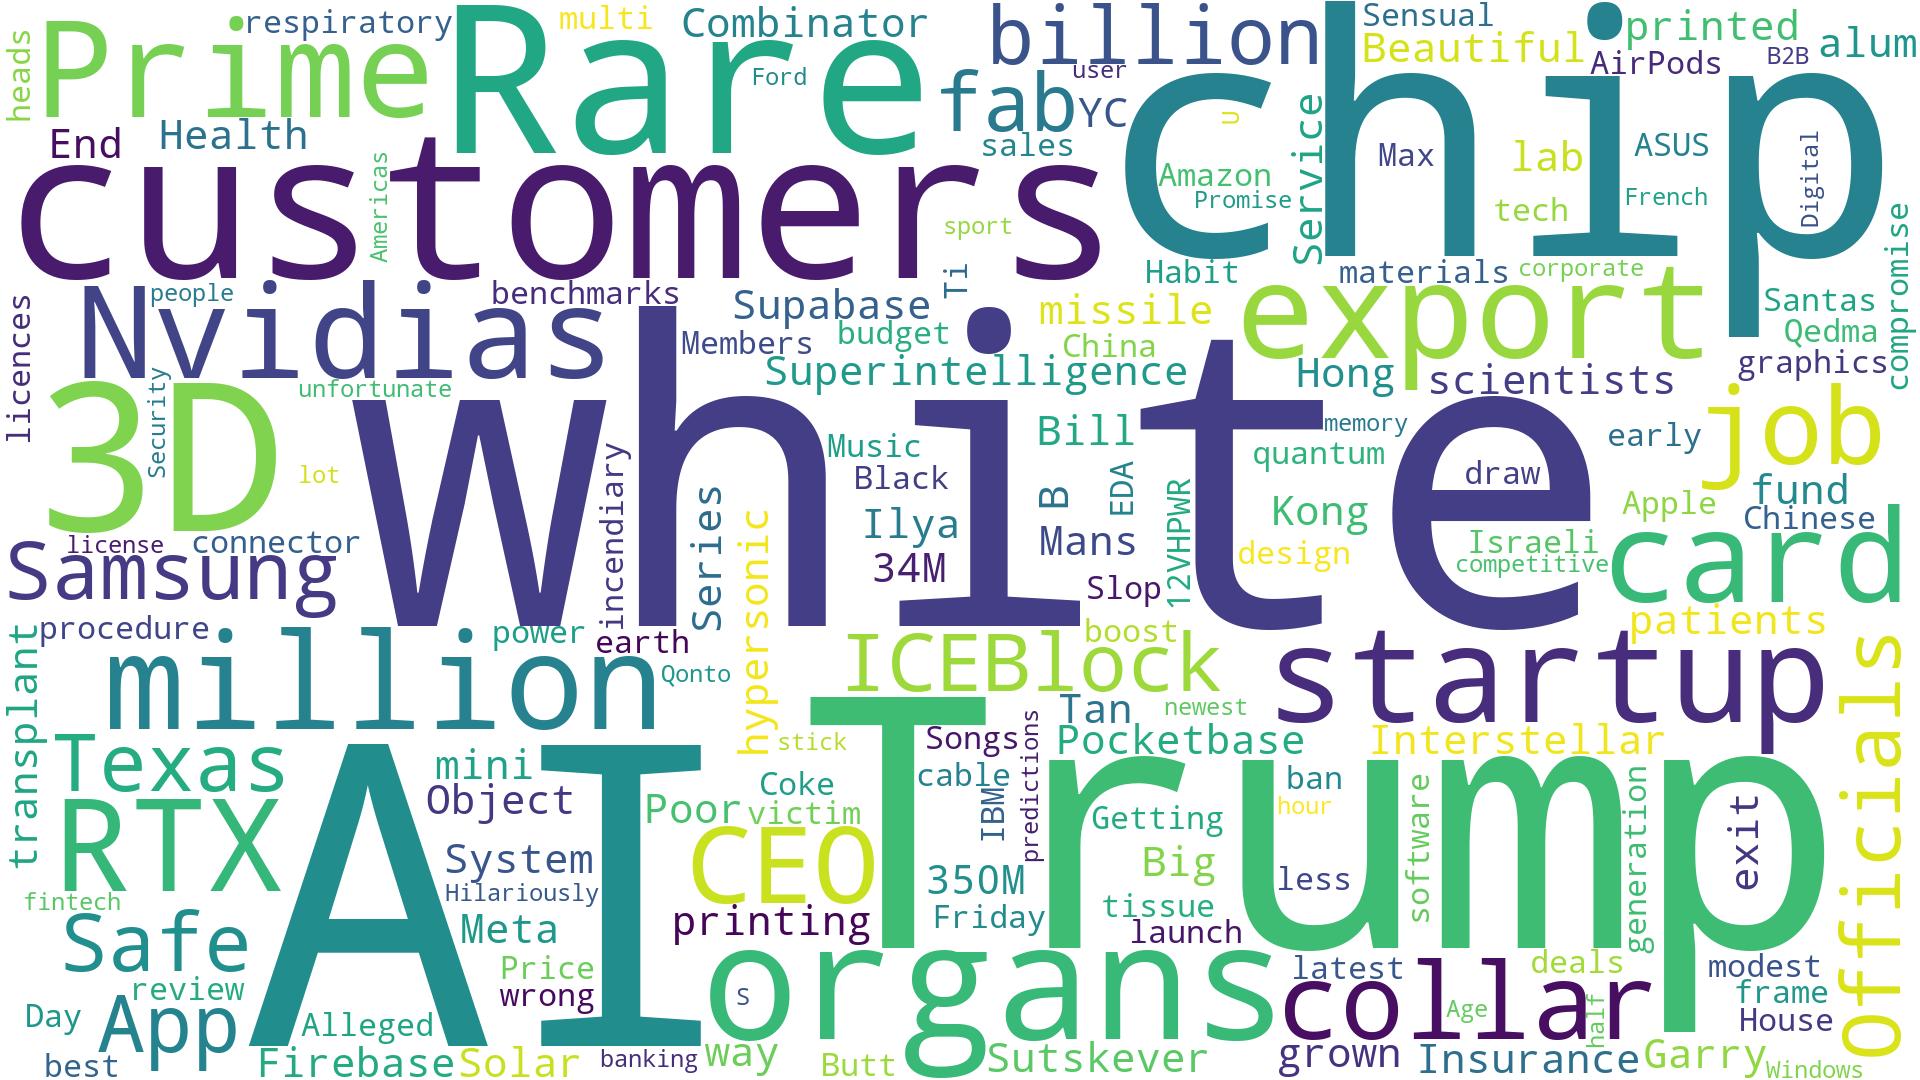 heads
Prime
respiratory
Rare
multi
Combinator
Ford
billion
fab
user
YC
chip
Sensual
Beautiful
printed
AirPods
B2B
alum
End
Health
customers
Americas
sales
sport
u
Amazon
Promise
Service
Max
lab
tech
ASUS
French
Digital
compromise
Habit
materials
corporate
Nvidias
people
benchmarks
Supabase
Ti
Members
budget
missile
China
export
Santas
Qedma
graphics
licences
Superintelligence
Hong
scientists
3D
Security
unfortunate
lot
white
Music
Black
Bill
memory
quantum
draw
early
job
Ilya
34M
B
EDA
Mans
12VHPWR
Kong
design
Apple
fund
Chinese
Israeli
competitive
card
license
connector
Samsung
incendiary
Series
hypersonic
Slop
procedure
power
earth
ICEBlock
boost
startup
patients
Officials
transplant
million
Qonto
Tan
newest
Texas
stick
Trump
Songs
Pocketbase
Interstellar
AI
mini
Object
Coke
cable
IBM
predictions
ban
hour
RTX
Poor
victim
Getting
software
generation
exit
System
CEO
Hilariously
350M
Big
less
fintech
Meta
printing
Friday
tissue
launch
Safe
Price
organs
latest
deals
modest
review
wrong
S
collar
Age
half
frame
House
Day
App
Alleged
best
Firebase
Solar
banking
way
Butt
Sutskever
grown
Insurance
Garry
Windows